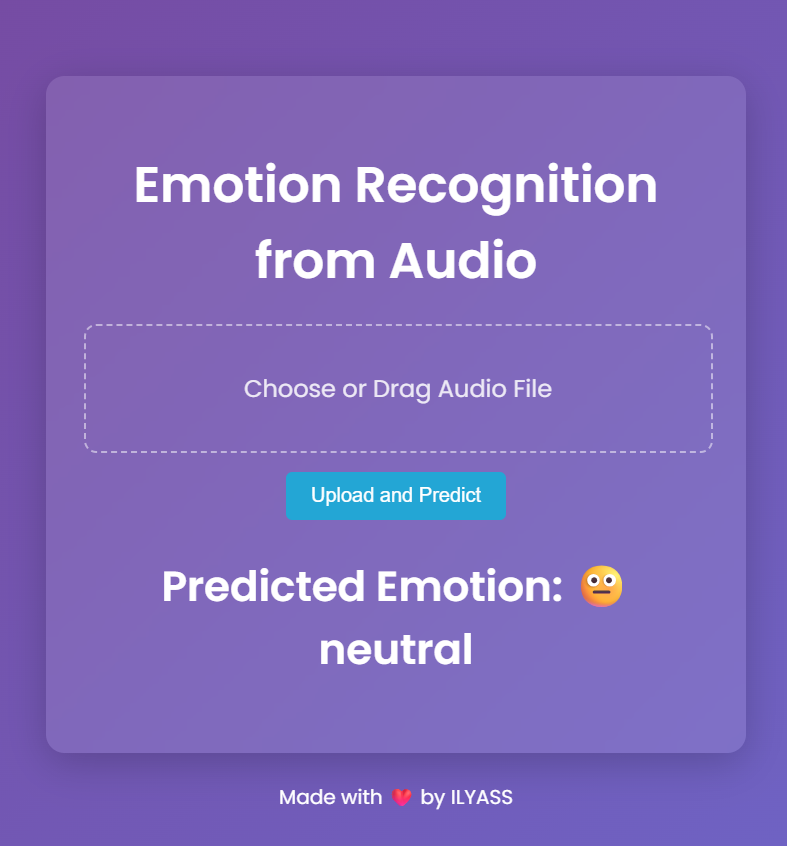 Emotion Recognition
from Audio
Choose or Drag Audio File
Upload and Predict
Predicted Emotion: 😐
neutral
Made with ❤️ by ILYASS